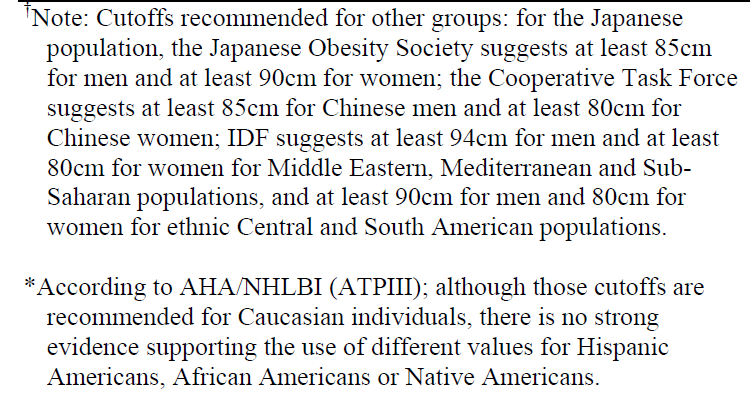 †Note: Cutoffs recommended for other groups: for the Japanese
population, the Japanese Obesity Society suggests at least 85cm
for men and at least 90cm for women; the Cooperative Task Force
suggests at least 85cm for Chinese men and at least 80cm for
Chinese women; IDF suggests at least 94cm for men and at least
80cm for women for Middle Eastern, Mediterranean and Sub-
Saharan populations, and at least 90cm for men and 80cm for
women for ethnic Central and South American populations.
*According to AHA/NHLBI (ATPIII); although those cutoffs are
recommended for Caucasian individuals, there is no strong
evidence supporting the use of different values for Hispanic
Americans, African Americans or Native Americans.